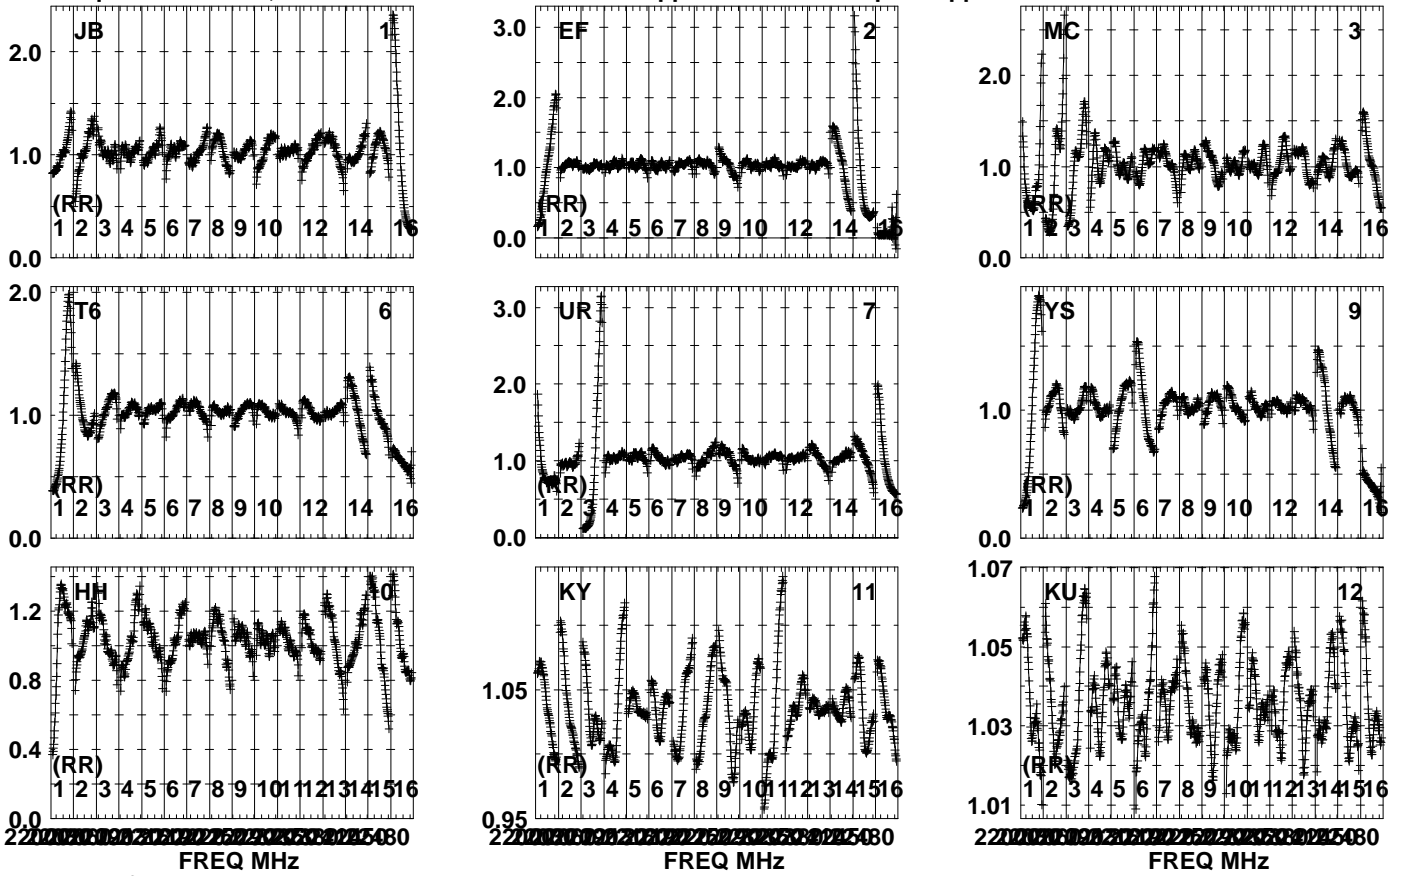 JB 1
2.0
1.0
0.0
(RR)
1 2 3 4 5 6 7 8 9 10 12 14 16
EF 2
3.0
2.0
1.0
0.0
(RR)
1 2 3 4 5 6 7 8 9 10 12 14 16
MC 3
2.0
1.0
0.0
(RR)
1 2 3 4 5 6 7 8 9 10 12 14 16
T6 6
2.0
1.0
0.0
(RR)
1 2 3 4 5 6 7 8 9 10 12 14 16
UR 7
3.0
2.0
1.0
0.0
(RR)
1 2 3 4 5 6 7 8 9 10 12 14 16
YS 9
1.0
0.0
(RR)
1 2 3 4 5 6 7 8 9 10 12 14 16
HH 10
1.2
0.8
0.4
0.0
(RR)
1 2 3 4 5 6 7 8 9 10 11 12 13 14 15 16
FREQ MHz
KY 11
1.05
0.95
(RR)
1 2 3 4 5 6 7 8 9 10 11 12 13 14 15 16
FREQ MHz
KU 12
1.07
1.05
1.03
1.01
(RR)
1 2 3 4 5 6 7 8 9 10 11 12 13 14 15 16
FREQ MHz